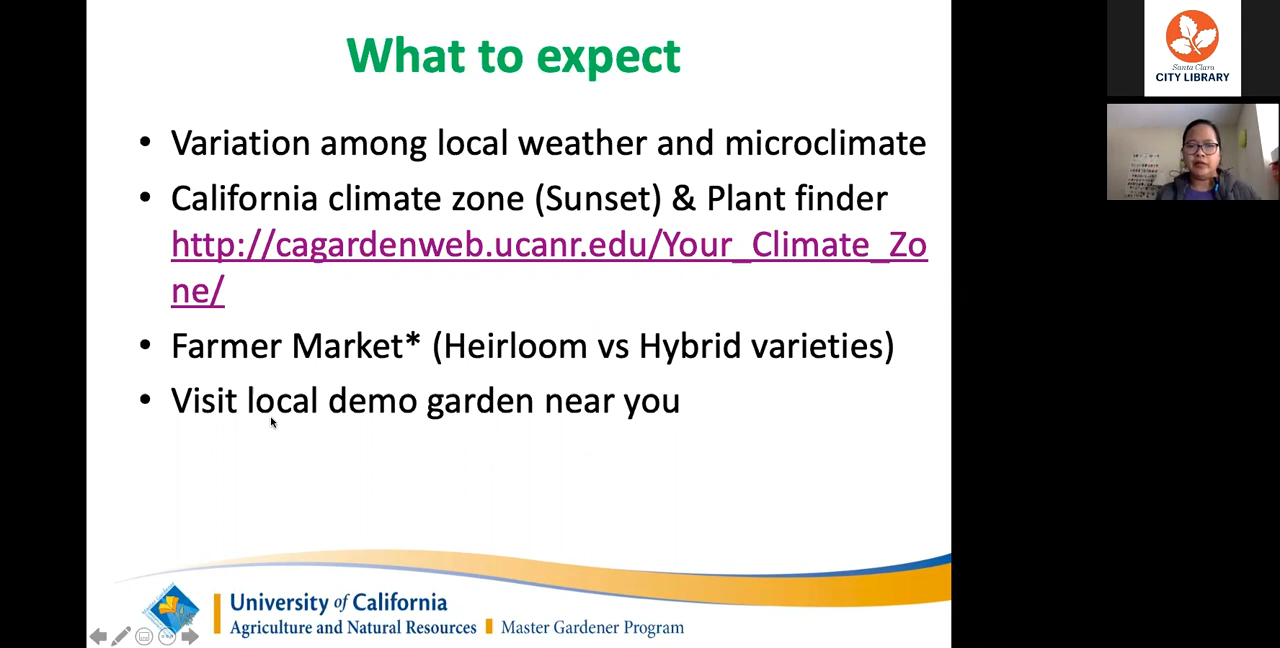 What to expect
• Variation among local weather and microclimate
• California climate zone (Sunset) & Plant finder
http://cagardenweb.ucanr.edu/Your_Climate_Zo
ne/
• Farmer Market* (Heirloom vs Hybrid varieties)
• Visit local demo garden near you
University of California
Agriculture and Natural Resources Master Gardener Program
Santa Clara
CITY LIBRARY